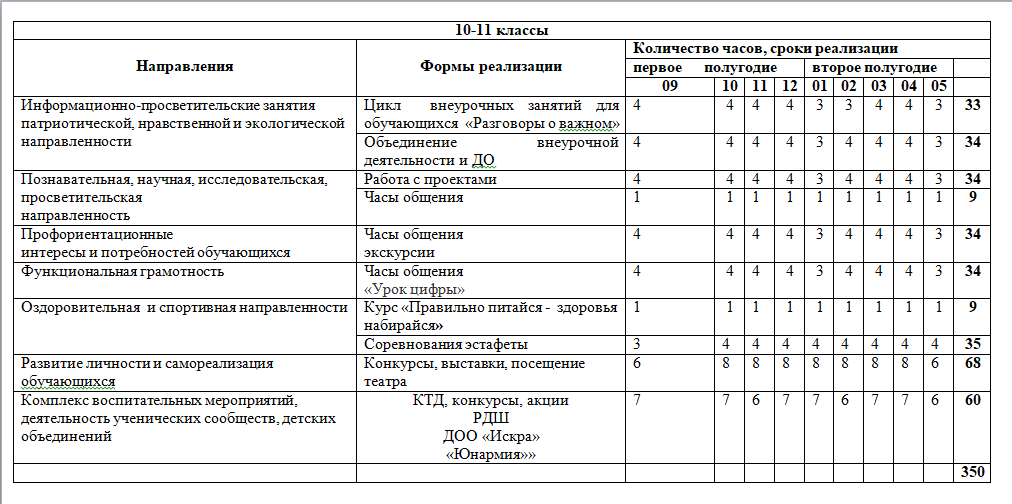 10-11 классы
Направления
Формы реализации
Количество часов, сроки реализации
первое полугодие
второе полугодие
09 10 11 12 01 02 03 04 05
Информационно-просветительские занятия
патриотической, нравственной и экологической
направленности
Цикл внеурочных занятий для
обучающихся «Разговоры о важном»
4 4 4 4 3 3 4 4 3 33
Объединение внеурочной
деятельности и ДО
4 4 4 4 3 4 4 4 3 34
Познавательная, научная, исследовательская,
просветительская
направленность
Работа с проектами
4 4 4 4 3 4 4 4 3 34
Часы общения
1 1 1 1 1 1 1 1 1 9
Профориентационные
интересы и потребностей обучающихся
Часы общения
экскурсии
4 4 4 4 3 4 4 4 3 34
Функциональная грамотность
Часы общения
«Урок цифры»
4 4 4 4 3 4 4 4 3 34
Оздоровительная и спортивная направленности
Курс «Правильно питайся - здоровья
набирайся»
1 1 1 1 1 1 1 1 1 9
Соревнования эстафеты
3 4 4 4 4 4 4 4 4 35
Развитие личности и самореализация
обучающихся
Конкурсы, выставки, посещение
театра
6 8 8 8 8 8 8 8 6 68
Комплекс воспитательных мероприятий,
деятельность ученических сообществ, детских
объединений
КТД, конкурсы, акции
РДШ
ДОО «Искра»
«Юнармия»»
7 7 6 7 7 6 7 7 6 60
350